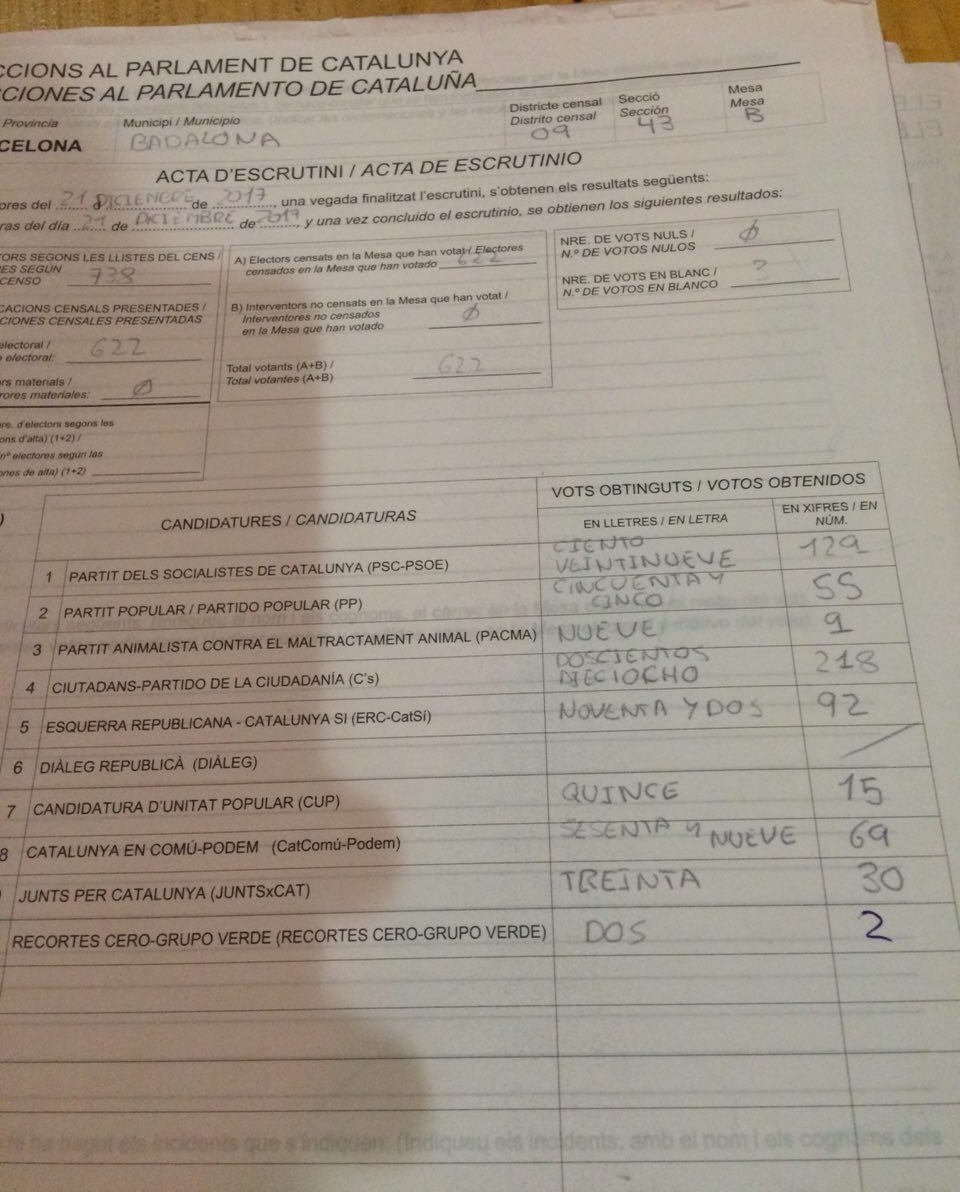 CCIONS AL PARLAMENT DE CATALUNYA
CCIONES AL PARLAMENTO DE CATALUÑA
Provincia
CELONA
Municipi / Municipio
BADALONA
Districte censal
Distrito censal
09
Secció
Sección
43
Mesa
Mesa
B
ACTA D'ESCRUTINI / ACTA DE ESCRUTINIO
ores del 21 DICIEMBRE de 2017, una vegada finalitzat l'escrutini, s'obtenen els resultats següents:
ras del día 21 de DICIEMBRE de 2017 y una vez concluido el escrutinio, se obtienen los siguientes resultados:
TORS SEGONS LES LLISTES DEL CENS /
ES SEGÚN
CENSO 738
CACIONS CENSALS PRESENTADES /
CIONES CENSALES PRESENTADAS
electoral /
electoral: 622
rs materials /
rores materiales: Ø
re. d'electors segons les
ons d'alta) (1+2) /
nº electores según las
ones de alta) (1+2)
A) Electors censats en la Mesa que han votat / Electores
censados en la Mesa que han votado 622
B) Interventors no censats en la Mesa que han votat /
Interventores no censados
en la Mesa que han votado Ø
Total votants (A+B) /
Total votantes (A+B) 622
NRE. DE VOTS NULS /
N.º DE VOTOS NULOS Ø
NRE. DE VOTS EN BLANC /
N.º DE VOTOS EN BLANCO 3
CANDIDATURES / CANDIDATURAS
VOTS OBTINGUTS / VOTOS OBTENIDOS
EN LLETRES / EN LETRA
EN XIFRES / EN
NÚM.
1 PARTIT DELS SOCIALISTES DE CATALUNYA (PSC-PSOE) CIENTO
VEINTINUEVE 129
2 PARTIT POPULAR / PARTIDO POPULAR (PP) CINCUENTA Y
CINCO 55
3 PARTIT ANIMALISTA CONTRA EL MALTRACTAMENT ANIMAL (PACMA) NUEVE 9
4 CIUTADANS-PARTIDO DE LA CIUDADANÍA (C's) DOSCIENTOS
DIECIOCHO 218
5 ESQUERRA REPUBLICANA - CATALUNYA SI (ERC-CatSí) NOVENTA Y DOS 92
6 DIÀLEG REPUBLICÀ (DIÀLEG)
7 CANDIDATURA D'UNITAT POPULAR (CUP) QUINCE 15
8 CATALUNYA EN COMÚ-PODEM (CatComú-Podem) SESENTA Y NUEVE 69
JUNTS PER CATALUNYA (JUNTSxCAT) TREINTA 30
RECORTES CERO-GRUPO VERDE (RECORTES CERO-GRUPO VERDE) DOS 2
ha hagut els incidents que s'indiquen: (Indiqueu els incidents, amb el nom i els cognoms dels